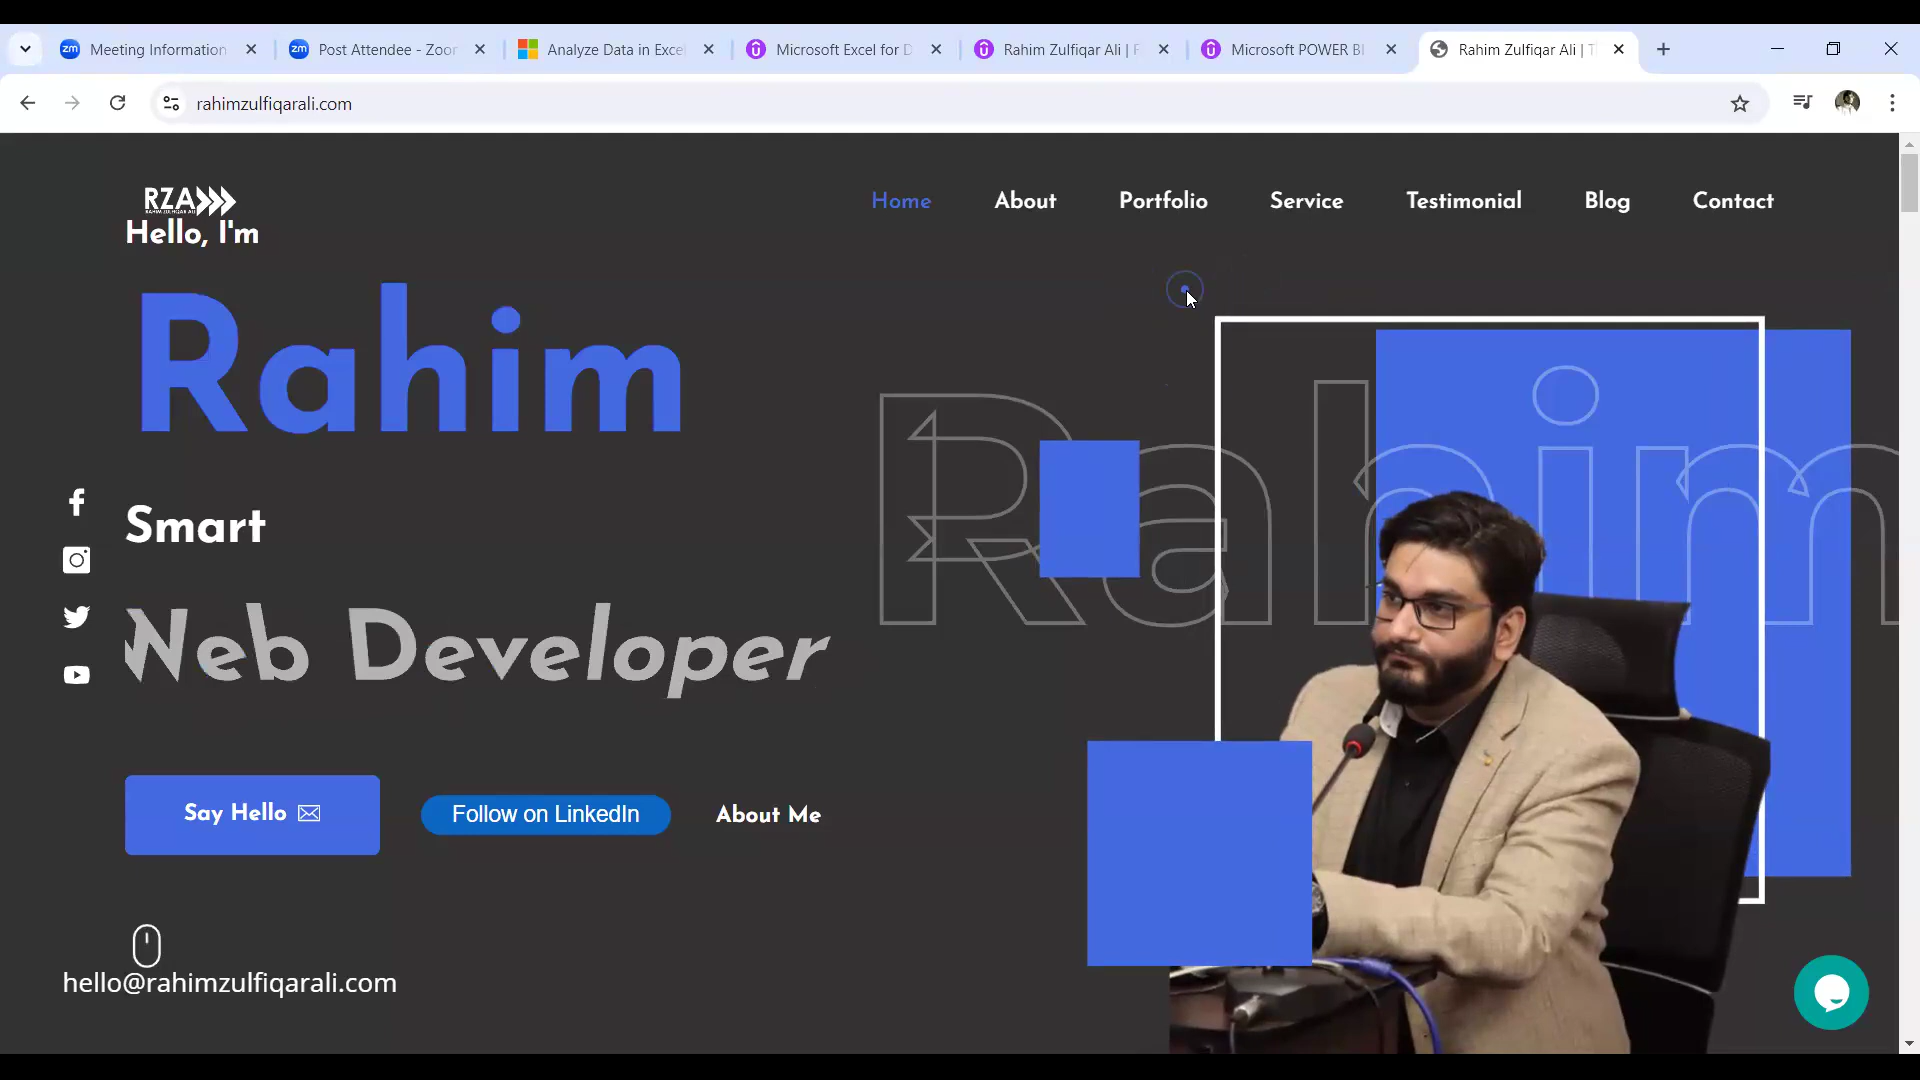 Meeting Information
Post Attendee - Zoo
Analyze Data in Exce
Microsoft Excel for D
Rahim Zulfiqar Ali |
Microsoft POWER BI
Rahim Zulfiqar Ali | T
rahimzulfiqarali.com
RZA
Home
About
Portfolio
Service
Testimonial
Blog
Contact
Hello, I'm
Rahim
Rahim
Smart
Web Developer
Say Hello
Follow on LinkedIn
About Me
hello@rahimzulfiqarali.com